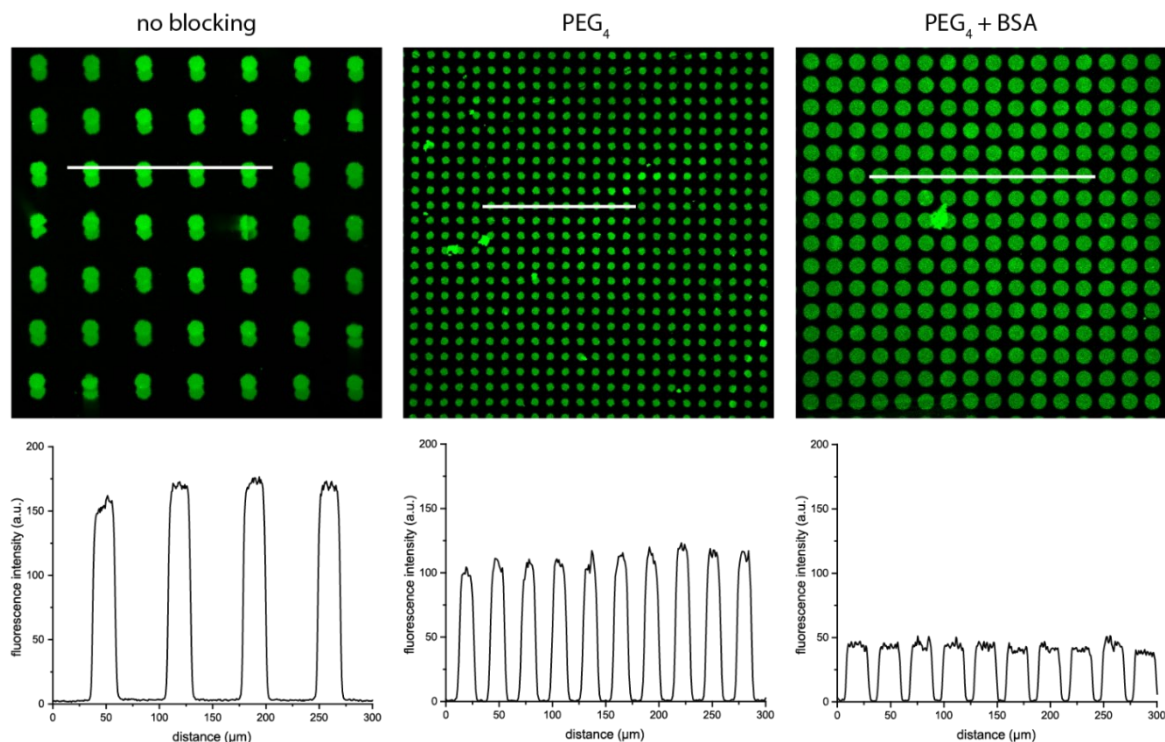 no blocking
PEG₄
PEG₄ + BSA
fluorescence intensity (a.u.)
200
150
100
50
0
0 50 100 150 200 250 300
distance (µm)
fluorescence intensity (a.u.)
200
150
100
50
0
0 50 100 150 200 250 300
distance (µm)
fluorescence intensity (a.u.)
200
150
100
50
0
0 50 100 150 200 250 300
distance (µm)